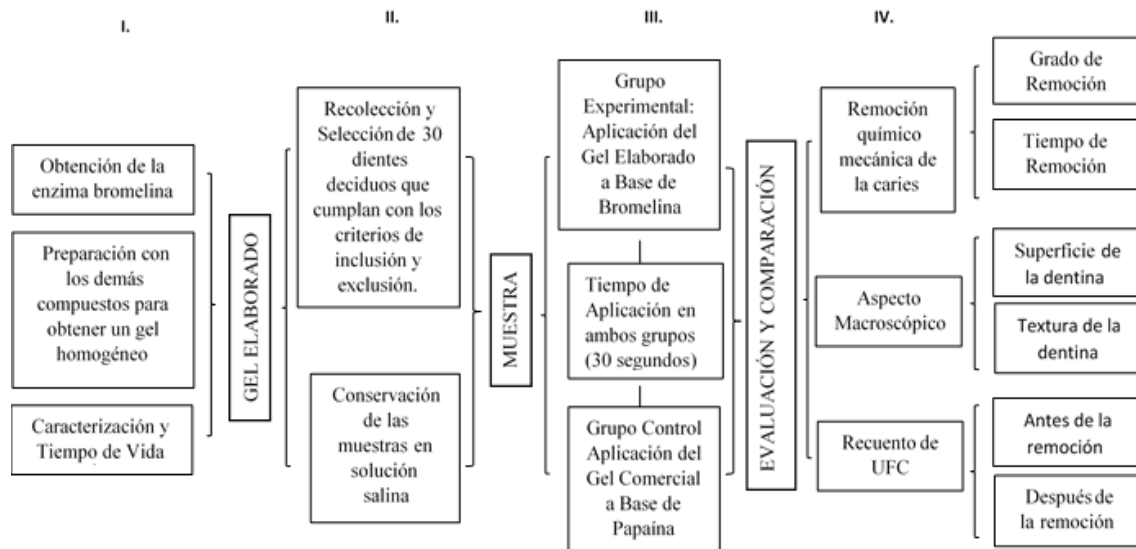 I.
Obtención de la
enzima bromelina
Preparación con
los demás
compuestos para
obtener un gel
homogéneo
Caracterización y
Tiempo de Vida
GEL ELABORADO
II.
Recolección y
Selección de 30
dientes
deciduos que
cumplan con los
criterios de
inclusión y
exclusión.
Conservación
de las
muestras en
solución
salina
MUESTRA
III.
Grupo
Experimental:
Aplicación del
Gel Elaborado
a Base de
Bromelina
Tiempo de
Aplicación en
ambos grupos
(30 segundos)
Grupo Control
Aplicación del
Gel Comercial
a Base de
Papaína
EVALUACIÓN Y COMPARACIÓN
IV.
Remoción
químico
mecánica de
la caries
Grado de
Remoción
Tiempo de
Remoción
Aspecto
Macroscópico
Superficie de
la dentina
Textura de la
dentina
Recuento de
UFC
Antes de la
remoción
Después de
la remoción